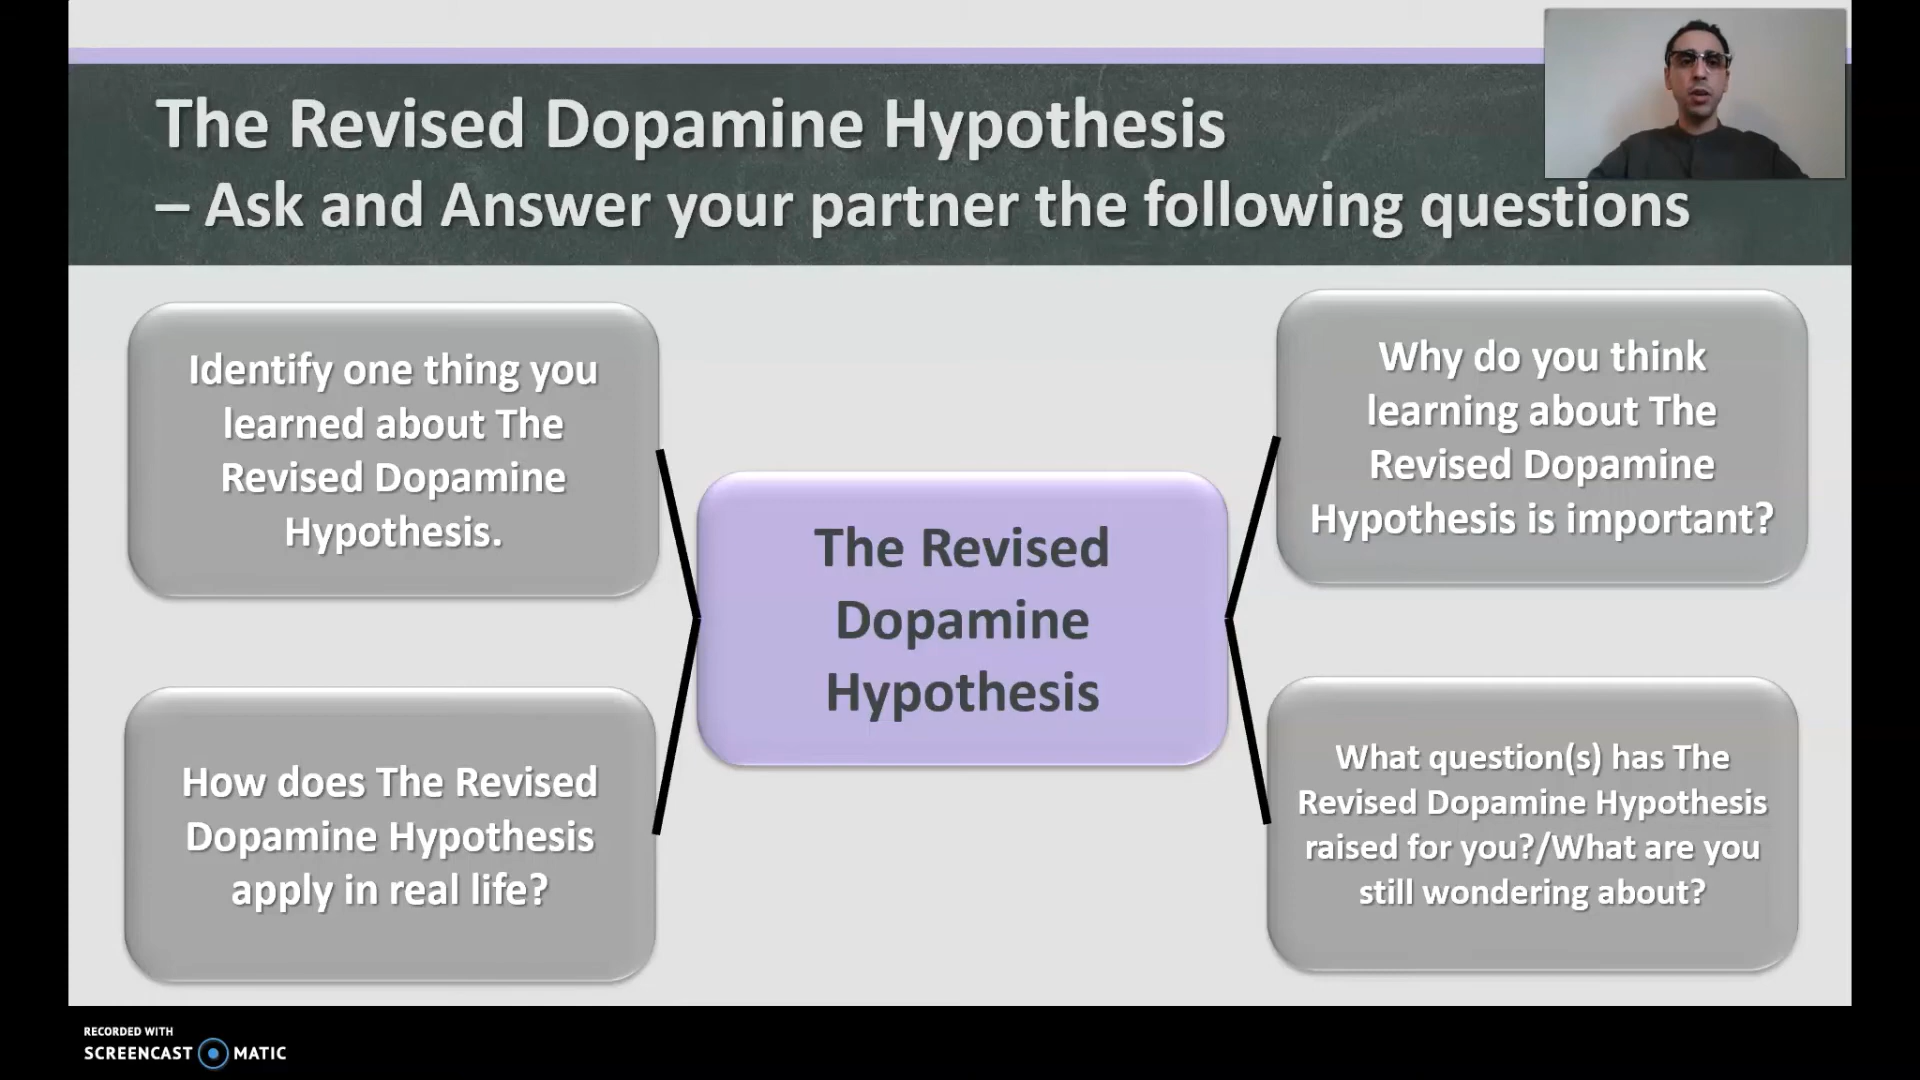 The Revised Dopamine Hypothesis
– Ask and Answer your partner the following questions
Identify one thing you
learned about The
Revised Dopamine
Hypothesis.
How does The Revised
Dopamine Hypothesis
apply in real life?
The Revised
Dopamine
Hypothesis
Why do you think
learning about The
Revised Dopamine
Hypothesis is important?
What question(s) has The
Revised Dopamine Hypothesis
raised for you?/What are you
still wondering about?
RECORDED WITH
SCREENCAST MATIC